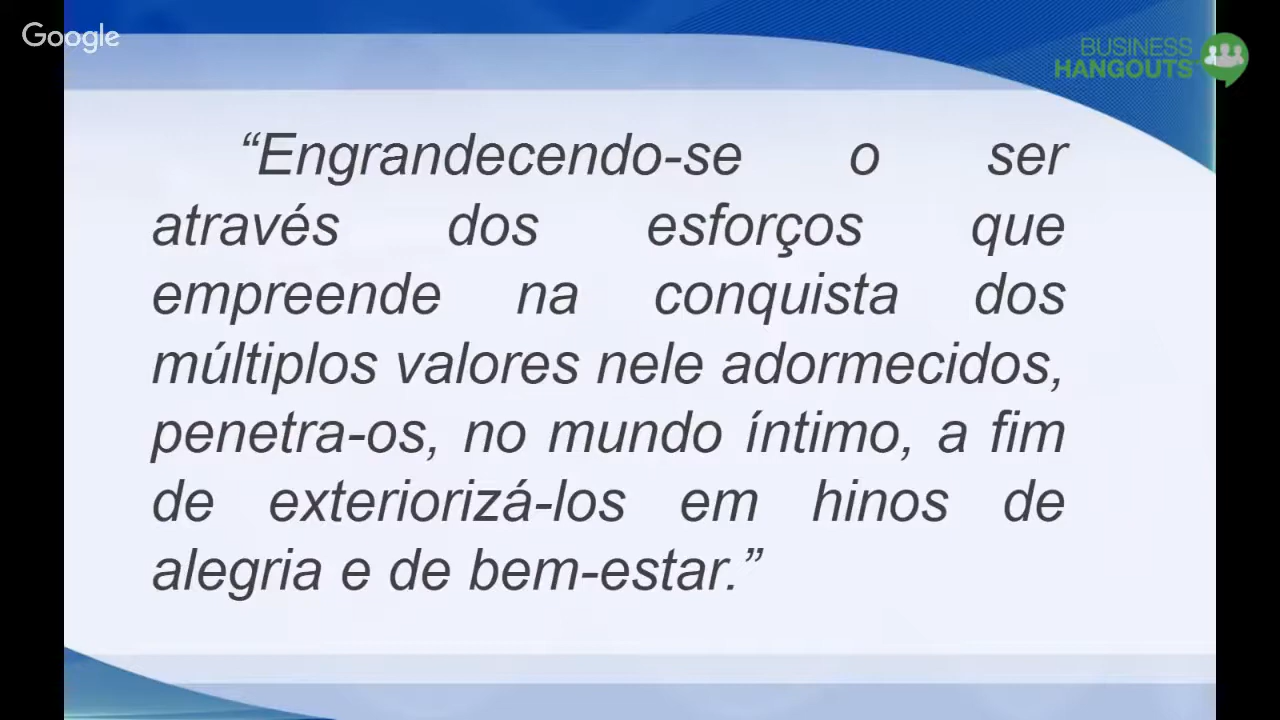 Google
BUSINESS
HANGOUTS
“Engrandecendo-se o ser
através dos esforços que
empreende na conquista dos
múltiplos valores nele adormecidos,
penetra-os, no mundo íntimo, a fim
de exteriorizá-los em hinos de
alegria e de bem-estar.”